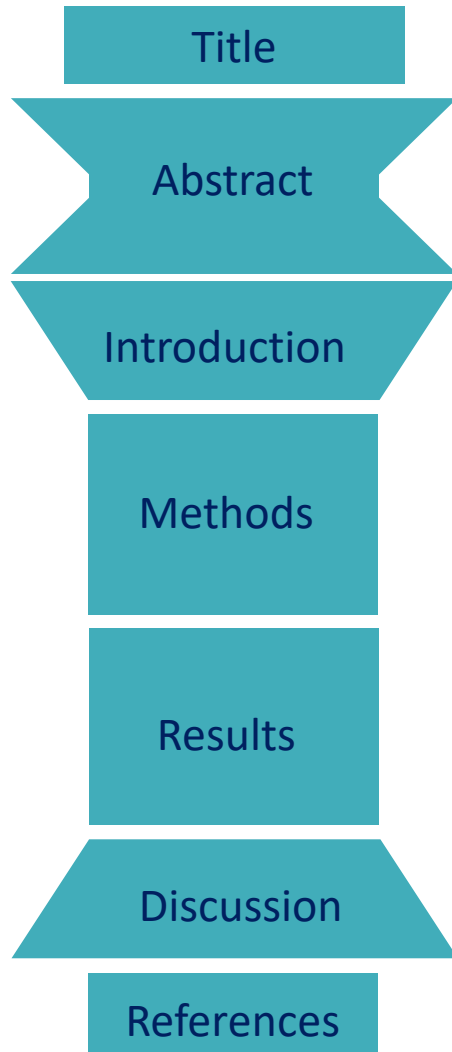 Title
Abstract
Introduction
Methods
Results
Discussion
References